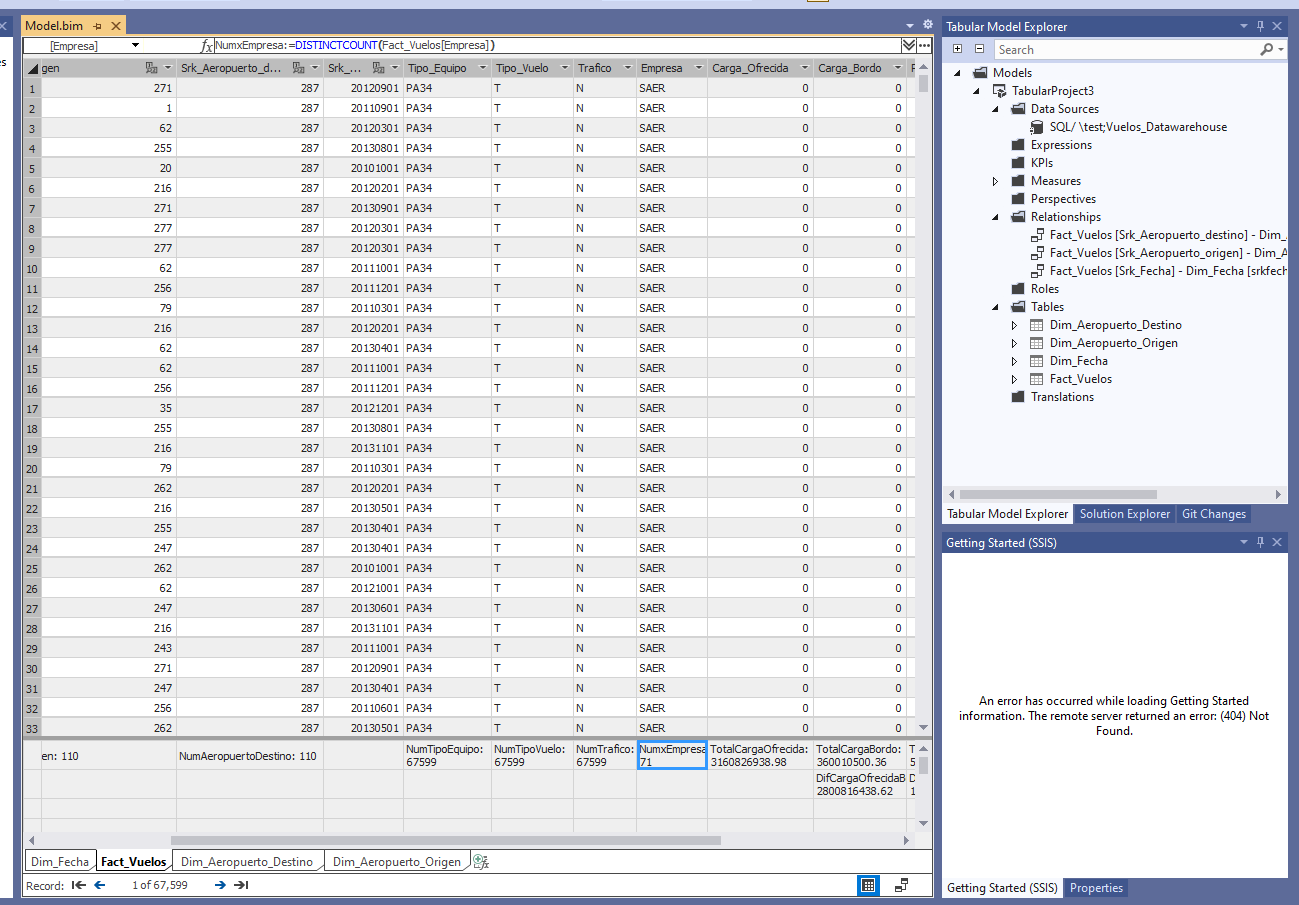 Model.bim
[Empresa] fx NumxEmpresa:=DISTINCTCOUNT(Fact_Vuelos[Empresa])
gen Srk_Aeropuerto_d... Srk_... Tipo_Equipo Tipo_Vuelo Trafico Empresa Carga_Ofrecida Carga_Bordo
1 271 287 20120901 PA34 T N SAER 0 0
2 1 287 20110901 PA34 T N SAER 0 0
3 62 287 20120301 PA34 T N SAER 0 0
4 255 287 20130801 PA34 T N SAER 0 0
5 20 287 20101001 PA34 T N SAER 0 0
6 216 287 20120201 PA34 T N SAER 0 0
7 271 287 20130901 PA34 T N SAER 0 0
8 277 287 20120301 PA34 T N SAER 0 0
9 277 287 20120301 PA34 T N SAER 0 0
10 62 287 20111001 PA34 T N SAER 0 0
11 256 287 20111201 PA34 T N SAER 0 0
12 79 287 20110301 PA34 T N SAER 0 0
13 216 287 20120201 PA34 T N SAER 0 0
14 62 287 20130401 PA34 T N SAER 0 0
15 62 287 20111001 PA34 T N SAER 0 0
16 256 287 20111201 PA34 T N SAER 0 0
17 35 287 20121201 PA34 T N SAER 0 0
18 255 287 20130801 PA34 T N SAER 0 0
19 216 287 20131101 PA34 T N SAER 0 0
20 79 287 20110301 PA34 T N SAER 0 0
21 262 287 20120201 PA34 T N SAER 0 0
22 216 287 20130501 PA34 T N SAER 0 0
23 255 287 20130401 PA34 T N SAER 0 0
24 247 287 20130401 PA34 T N SAER 0 0
25 262 287 20101001 PA34 T N SAER 0 0
26 62 287 20121001 PA34 T N SAER 0 0
27 247 287 20130601 PA34 T N SAER 0 0
28 216 287 20131101 PA34 T N SAER 0 0
29 243 287 20111001 PA34 T N SAER 0 0
30 271 287 20120901 PA34 T N SAER 0 0
31 247 287 20130401 PA34 T N SAER 0 0
32 256 287 20110601 PA34 T N SAER 0 0
33 262 287 20130501 PA34 T N SAER 0 0
en: 110 NumAeropuertoDestino: 110
NumTipoEquipo: NumTipoVuelo: NumTrafico: NumxEmpresa TotalCargaOfrecida: TotalCargaBordo: T
67599 67599 67599 71 3160826938.98 360010500.36 5
DifCargaOfrecidaB D
2800816438.62 1
Dim_Fecha Fact_Vuelos Dim_Aeropuerto_Destino Dim_Aeropuerto_Origen
Record: 1 of 67,599
Tabular Model Explorer
Search
Models
TabularProject3
Data Sources
SQL/ \test;Vuelos_Datawarehouse
Expressions
KPIs
Measures
Perspectives
Relationships
Fact_Vuelos [Srk_Aeropuerto_destino] - Dim_
Fact_Vuelos [Srk_Aeropuerto_origen] - Dim_A
Fact_Vuelos [Srk_Fecha] - Dim_Fecha [srkfech
Roles
Tables
Dim_Aeropuerto_Destino
Dim_Aeropuerto_Origen
Dim_Fecha
Fact_Vuelos
Translations
Tabular Model Explorer Solution Explorer Git Changes
Getting Started (SSIS)
An error has occurred while loading Getting Started
information. The remote server returned an error: (404) Not
Found.
Getting Started (SSIS) Properties